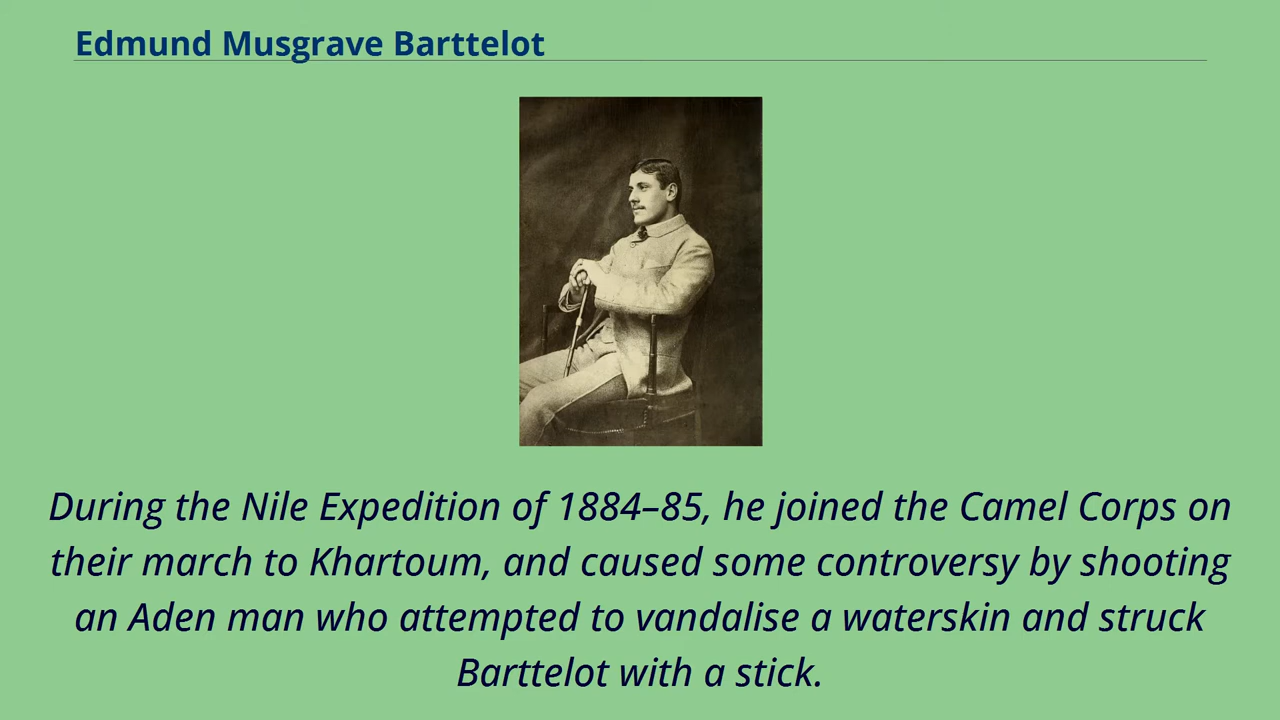 Edmund Musgrave Barttelot
During the Nile Expedition of 1884–85, he joined the Camel Corps on
their march to Khartoum, and caused some controversy by shooting
an Aden man who attempted to vandalise a waterskin and struck
Barttelot with a stick.